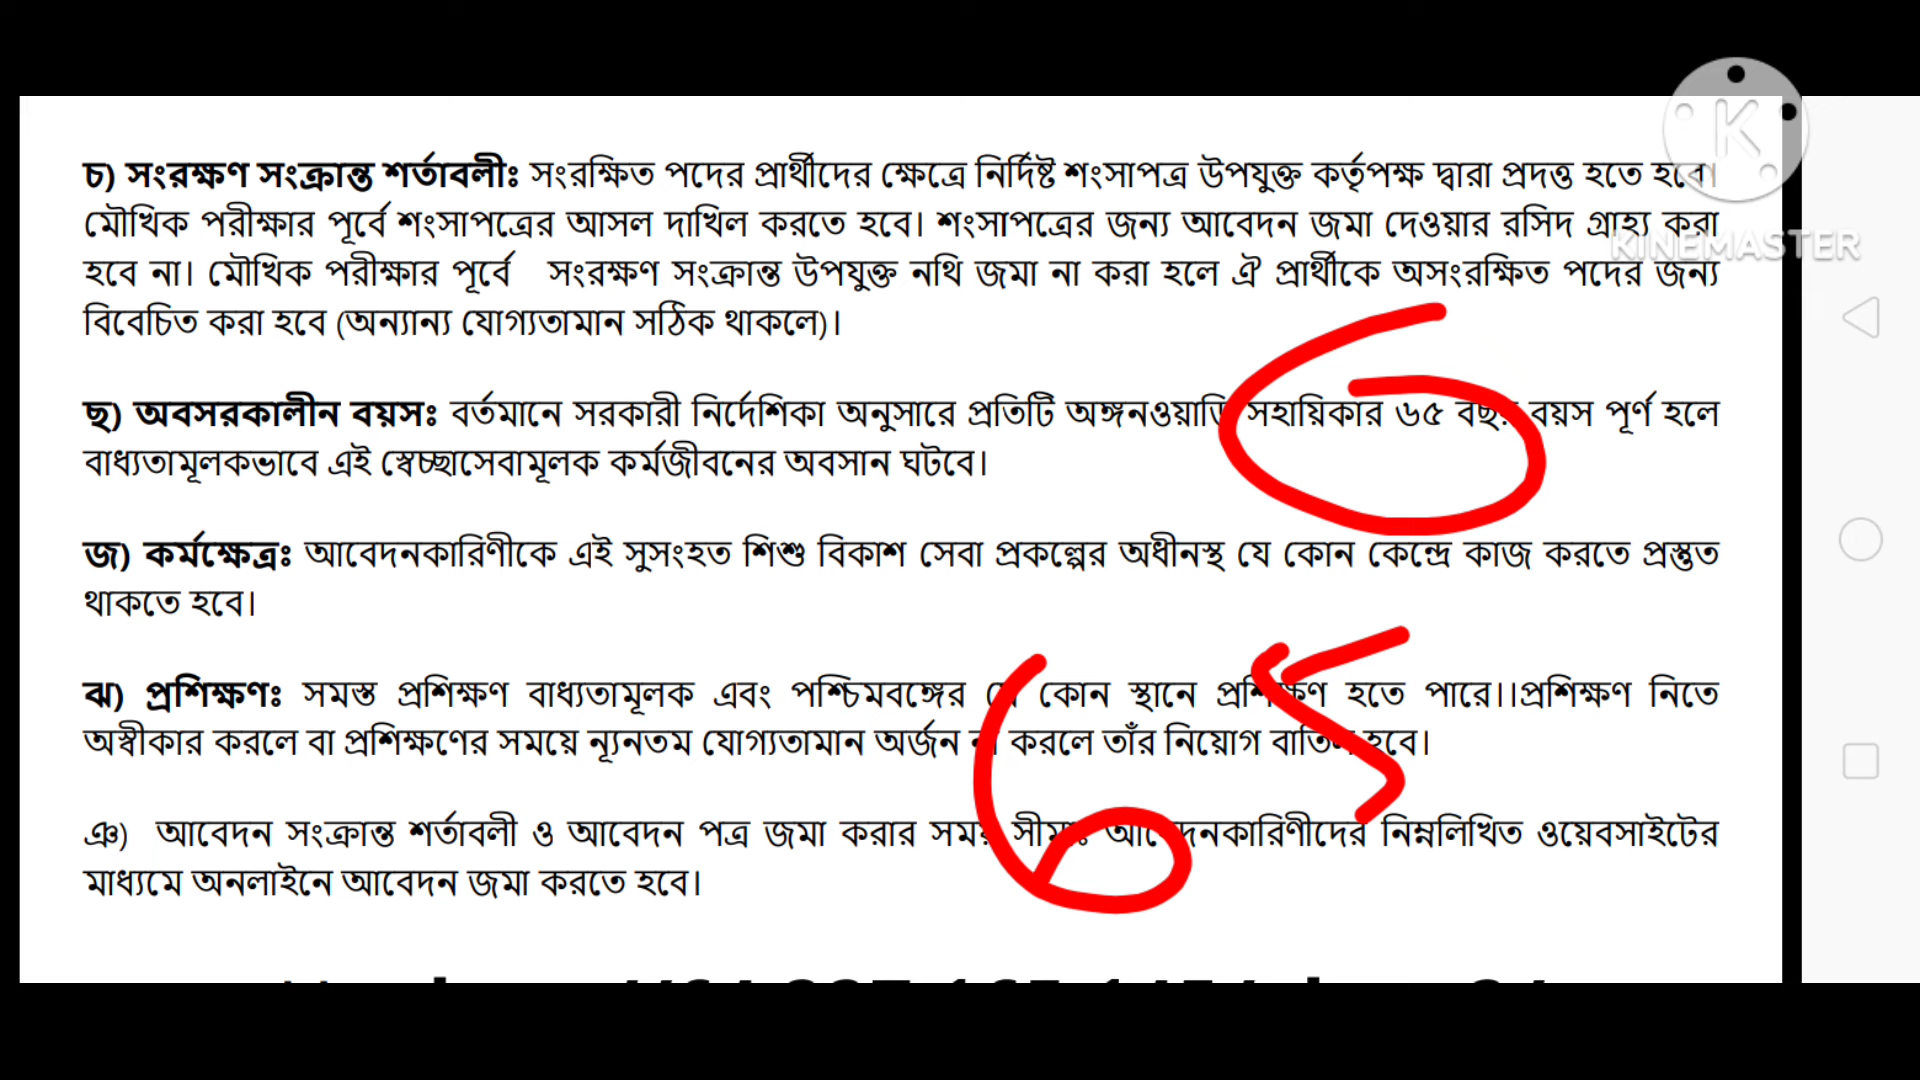 চ) সংরক্ষণ সংক্রান্ত শর্তাবলীঃ সংরক্ষিত পদের প্রার্থীদের ক্ষেত্রে নির্দিষ্ট শংসাপত্র উপযুক্ত কর্তৃপক্ষ দ্বারা প্রদত্ত হতে হবে।
K
মৌখিক পরীক্ষার পূর্বে শংসাপত্রের আসল দাখিল করতে হবে। শংসাপত্রের জন্য আবেদন জমা দেওয়ার রসিদ গ্রাহ্য করা
KINEMASTER
হবে না। মৌখিক পরীক্ষার পূর্বে সংরক্ষণ সংক্রান্ত উপযুক্ত নথি জমা না করা হলে ঐ প্রার্থীকে অসংরক্ষিত পদের জন্য
বিবেচিত করা হবে (অন্যান্য যোগ্যতামান সঠিক থাকলে)।
ছ) অবসরকালীন বয়সঃ বর্তমানে সরকারী নির্দেশিকা অনুসারে প্রতিটি অঙ্গনওয়াড়ি সহায়িকার ৬৫ বছর বয়স পূর্ণ হলে
বাধ্যতামূলকভাবে এই স্বেচ্ছাসেবামূলক কর্মজীবনের অবসান ঘটবে।
জ) কর্মক্ষেত্রঃ আবেদনকারিণীকে এই সুসংহত শিশু বিকাশ সেবা প্রকল্পের অধীনস্থ যে কোন কেন্দ্রে কাজ করতে প্রস্তুত
থাকতে হবে।
ঝ) প্রশিক্ষণঃ সমস্ত প্রশিক্ষণ বাধ্যতামূলক এবং পশ্চিমবঙ্গের যে কোন স্থানে প্রশিক্ষণ হতে পারে।।প্রশিক্ষণ নিতে
অস্বীকার করলে বা প্রশিক্ষণের সময়ে ন্যূনতম যোগ্যতামান অর্জন না করলে তাঁর নিয়োগ বাতিল হবে।
65
ঞ) আবেদন সংক্রান্ত শর্তাবলী ও আবেদন পত্র জমা করার সময় সীমাঃ আবেদনকারিণীদের নিম্নলিখিত ওয়েবসাইটের
মাধ্যমে অনলাইনে আবেদন জমা করতে হবে।